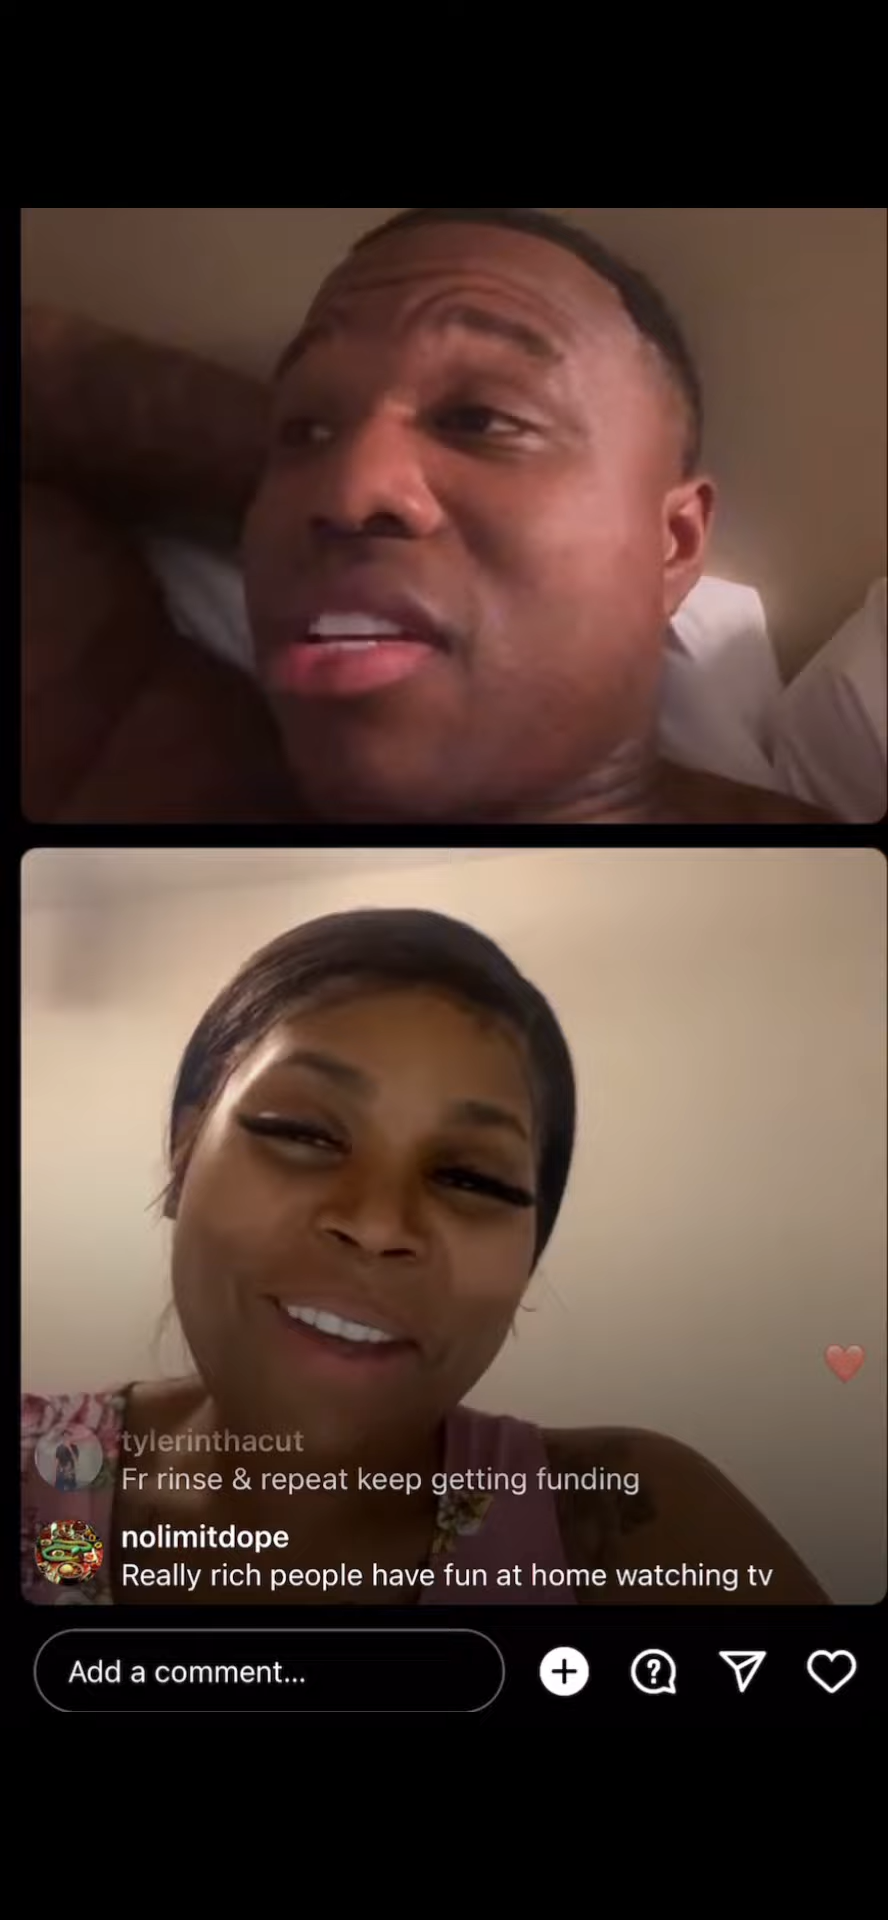 tylerinthacut
Fr rinse & repeat keep getting funding
nolimitdope
Really rich people have fun at home watching tv
Add a comment...